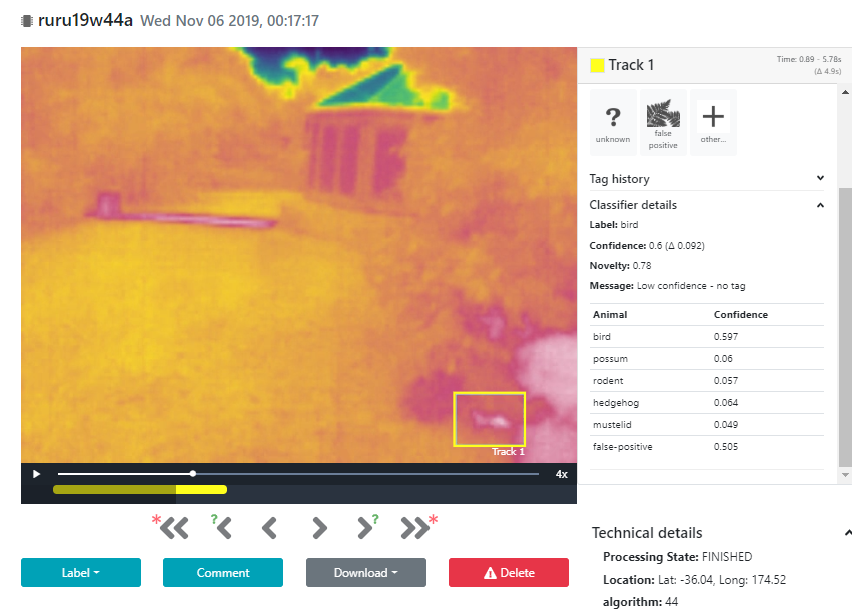 ruru19w44a Wed Nov 06 2019, 00:17:17
Track 1
Time: 0.89 - 5.78s
(Δ 4.9s)
?
unknown
false
positive
other...
Tag history
Classifier details
Label: bird
Confidence: 0.6 (Δ 0.092)
Novelty: 0.78
Message: Low confidence - no tag
Animal Confidence
bird 0.597
possum 0.06
rodent 0.057
hedgehog 0.064
mustelid 0.049
false-positive 0.505
Track 1
4x
* ? ? *
Label Comment Download Delete
Technical details
Processing State: FINISHED
Location: Lat: -36.04, Long: 174.52
algorithm: 44